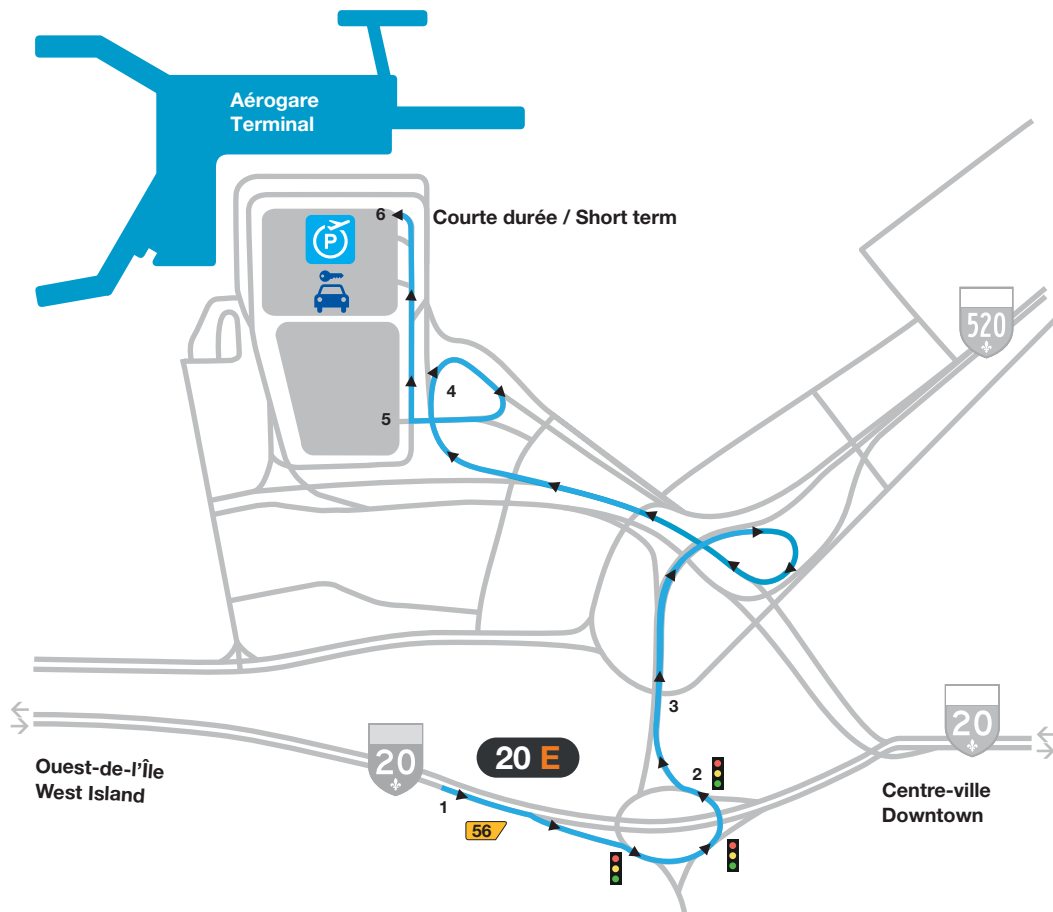 Aérogare
Terminal
6
Courte durée / Short term
P
520
4
5
3
20
20 E
20
Ouest-de-l'Île
West Island
2
1
56
Centre-ville
Downtown